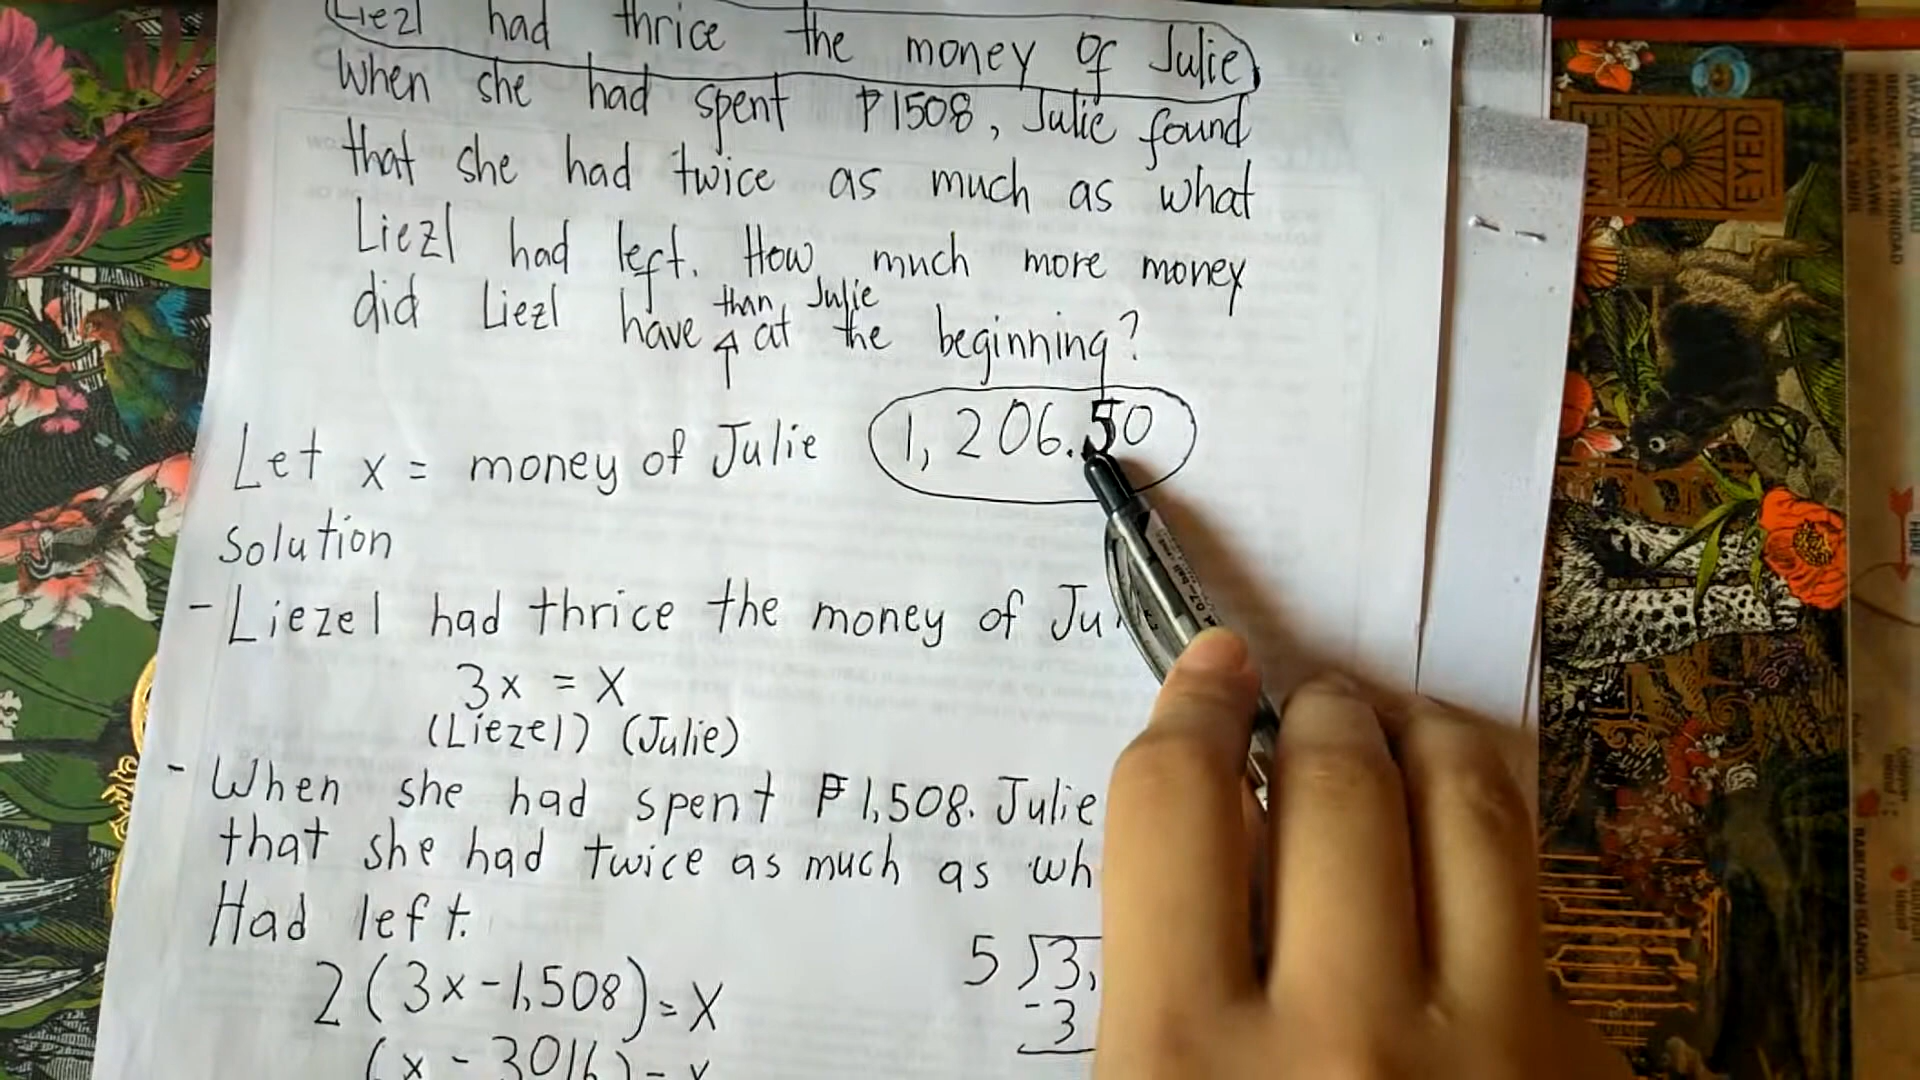 Liezl had thrice the money of Julie
When she had spent ₱1508, Julie found
that she had twice as much as what
Liezl had left. How much more money
than Julie
did Liezl have at the beginning?
1,206.50
Let x = money of Julie
Solution
- Liezel had thrice the money of Ju
3x = X
(Liezel) (Julie)
- When she had spent ₱1,508. Julie
that she had twice as much as wh
Had left.
2(3x-1,508)=X
5 3,
-3
WIDE
EYED
HERE